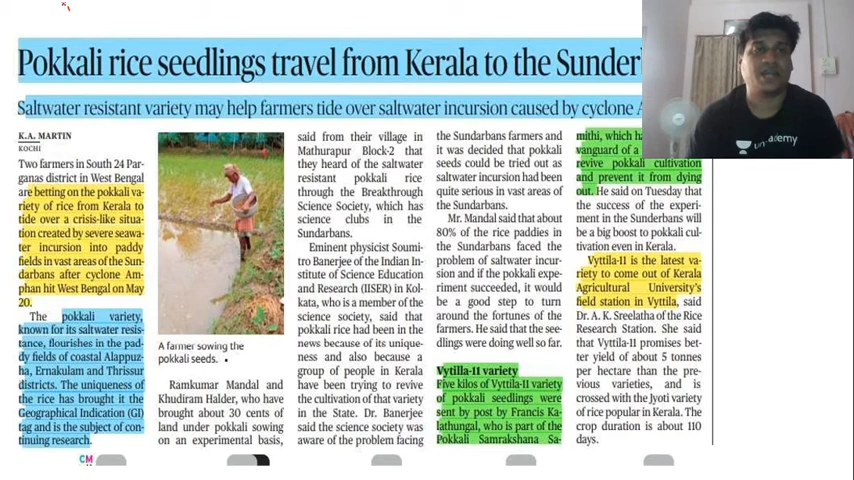 Pokkali rice seedlings travel from Kerala to the Sunder
Saltwater resistant variety may help farmers tide over saltwater incursion caused by cyclone
K.A. MARTIN
KOCHI
Two farmers in South 24 Par-
ganas district in West Bengal
are betting on the pokkali va-
riety of rice from Kerala to
tide over a crisis-like situa-
tion created by severe seawa-
ter incursion into paddy
fields in vast areas of the Sun-
darbans after cyclone Am-
phan hit West Bengal on May
20.
The pokkali variety,
known for its saltwater resis-
tance, flourishes in the pad-
dy fields of coastal Alappuz-
ha, Ernakulam and Thrissur
districts. The uniqueness of
the rice has brought it the
Geographical Indication (GI)
tag and is the subject of con-
tinuing research.
A farmer sowing the
pokkali seeds. •
Ramkumar Mandal and
Khudiram Halder, who have
brought about 30 cents of
land under pokkali sowing
on an experimental basis,
said from their village in
Mathurapur Block-2 that
they heard of the saltwater
resistant pokkali rice
through the Breakthrough
Science Society, which has
science clubs in the
Sundarbans.
Eminent physicist Soumi-
tro Banerjee of the Indian In-
stitute of Science Education
and Research (IISER) in Kol-
kata, who is a member of the
science society, said that
pokkali rice had been in the
news because of its unique-
ness and also because a
group of people in Kerala
have been trying to revive
the cultivation of that variety
in the State. Dr. Banerjee
said the science society was
aware of the problem facing
the Sundarbans farmers and
it was decided that pokkali
seeds could be tried out as
saltwater incursion had been
quite serious in vast areas of
the Sundarbans.
Mr. Mandal said that about
80% of the rice paddies in
the Sundarbans faced the
problem of saltwater incur-
sion and if the pokkali expe-
riment succeeded, it would
be a good step to turn
around the fortunes of the
farmers. He said that the see-
dlings were doing well so far.
Vytilla-11 variety
Five kilos of Vyttila-11 variety
of pokkali seedlings were
sent by post by Francis Ka-
lathungal, who is part of the
Pokkali Samrakshana Sa-
mithi, which
vanguard of a
revive pokkali cultivation
and prevent it from dying
out. He said on Tuesday that
the success of the experi-
ment in the Sunderbans will
be a big boost to pokkali cul-
tivation even in Kerala.
Vyttila-11 is the latest va-
riety to come out of Kerala
Agricultural University's
field station in Vyttila, said
Dr. A. K. Sreelatha of the Rice
Research Station. She said
that Vyttila-11 promises bet-
ter yield of about 5 tonnes
per hectare than the pre-
vious varieties, and is
crossed with the Jyoti variety
of rice popular in Kerala. The
crop duration is about 110
days.
CM